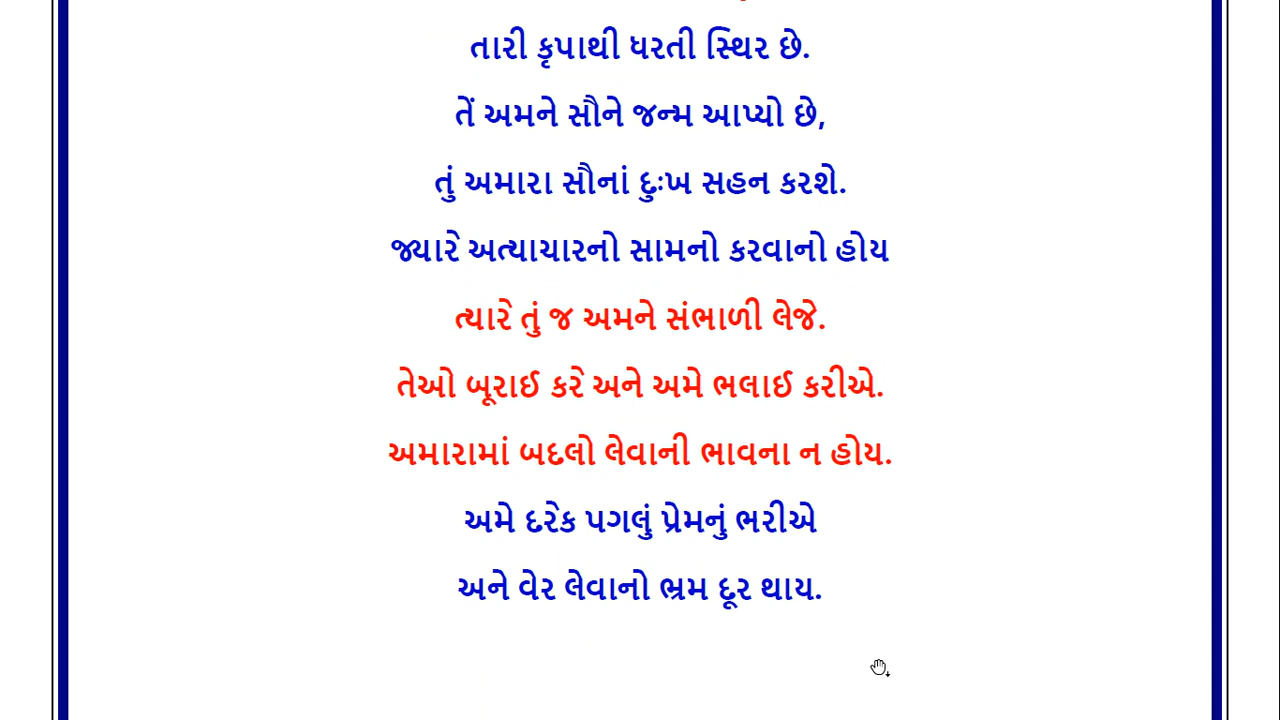 તારી કૃપાથી ધરતી સ્થિર છે.
તેં અમને સૌને જન્મ આપ્યો છે,
તું અમારા સૌનાં દુઃખ સહન કરશે.
જ્યારે અત્યાચારનો સામનો કરવાનો હોય
ત્યારે તું જ અમને સંભાળી લેજે.
તેઓ બૂરાઈ કરે અને અમે ભલાઈ કરીએ.
અમારામાં બદલો લેવાની ભાવના ન હોય.
અમે દરેક પગલું પ્રેમનું ભરીએ
અને વેર લેવાનો ભ્રમ દૂર થાય.